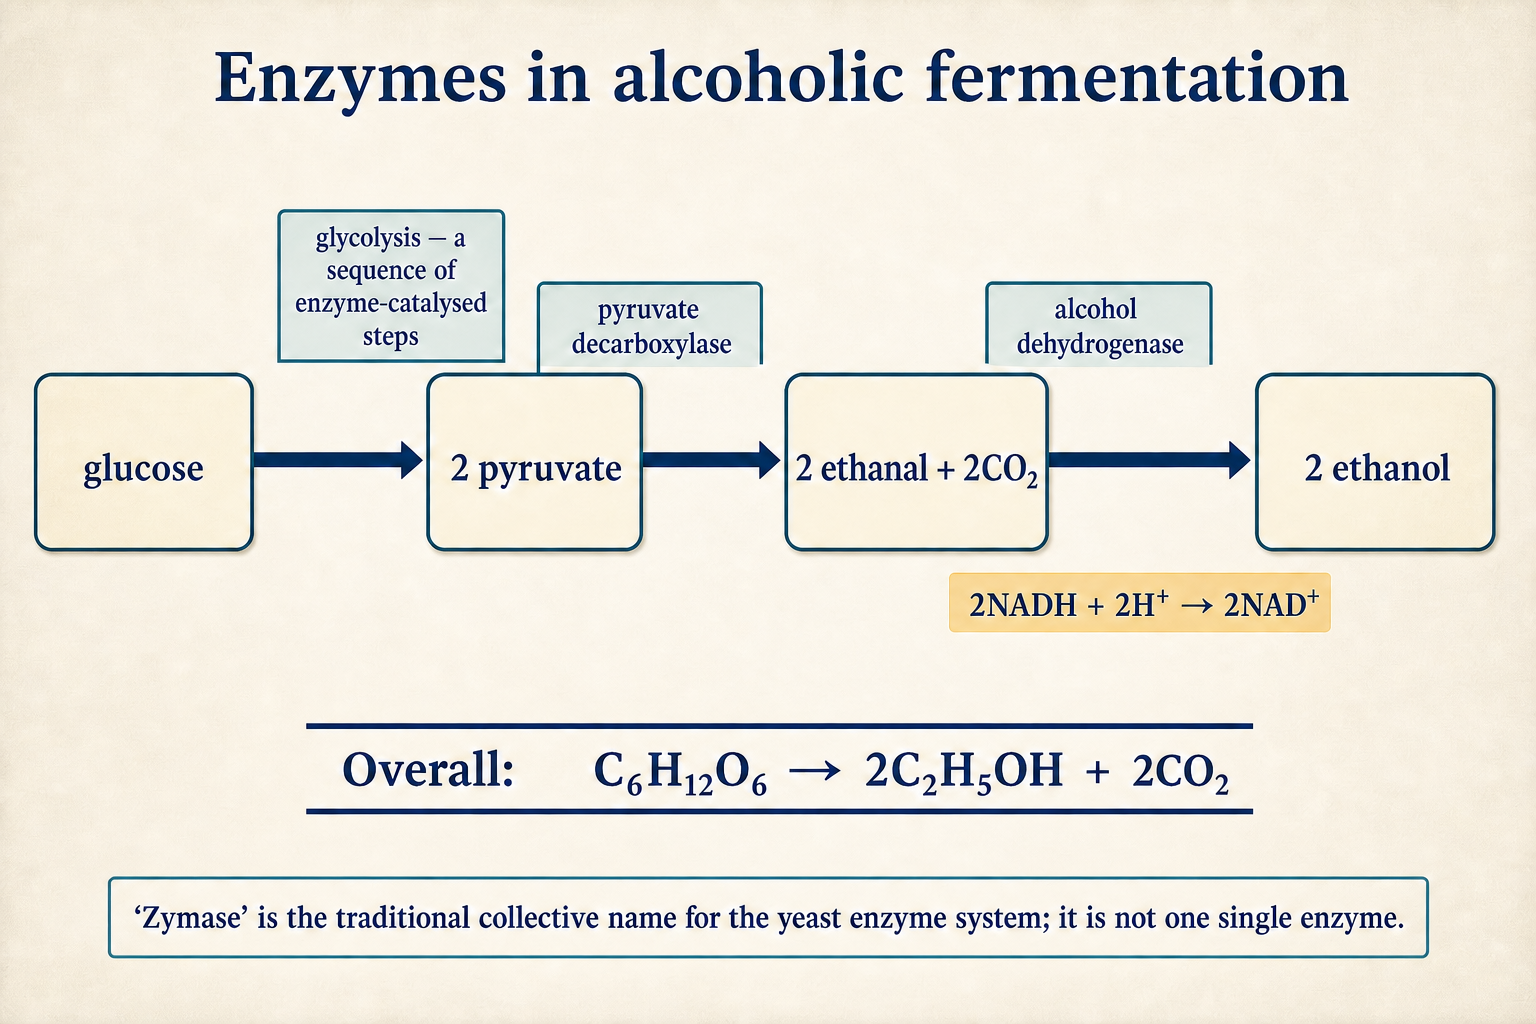 Enzymes in alcoholic fermentation
glycolysis – a
sequence of
enzyme-catalysed
steps
pyruvate
decarboxylase
alcohol
dehydrogenase
glucose
2 pyruvate
2 ethanal + 2CO₂
2 ethanol
2NADH + 2H⁺ → 2NAD⁺
Overall: C₆H₁₂O₆ → 2C₂H₅OH + 2CO₂
‘Zymase’ is the traditional collective name for the yeast enzyme system; it is not one single enzyme.